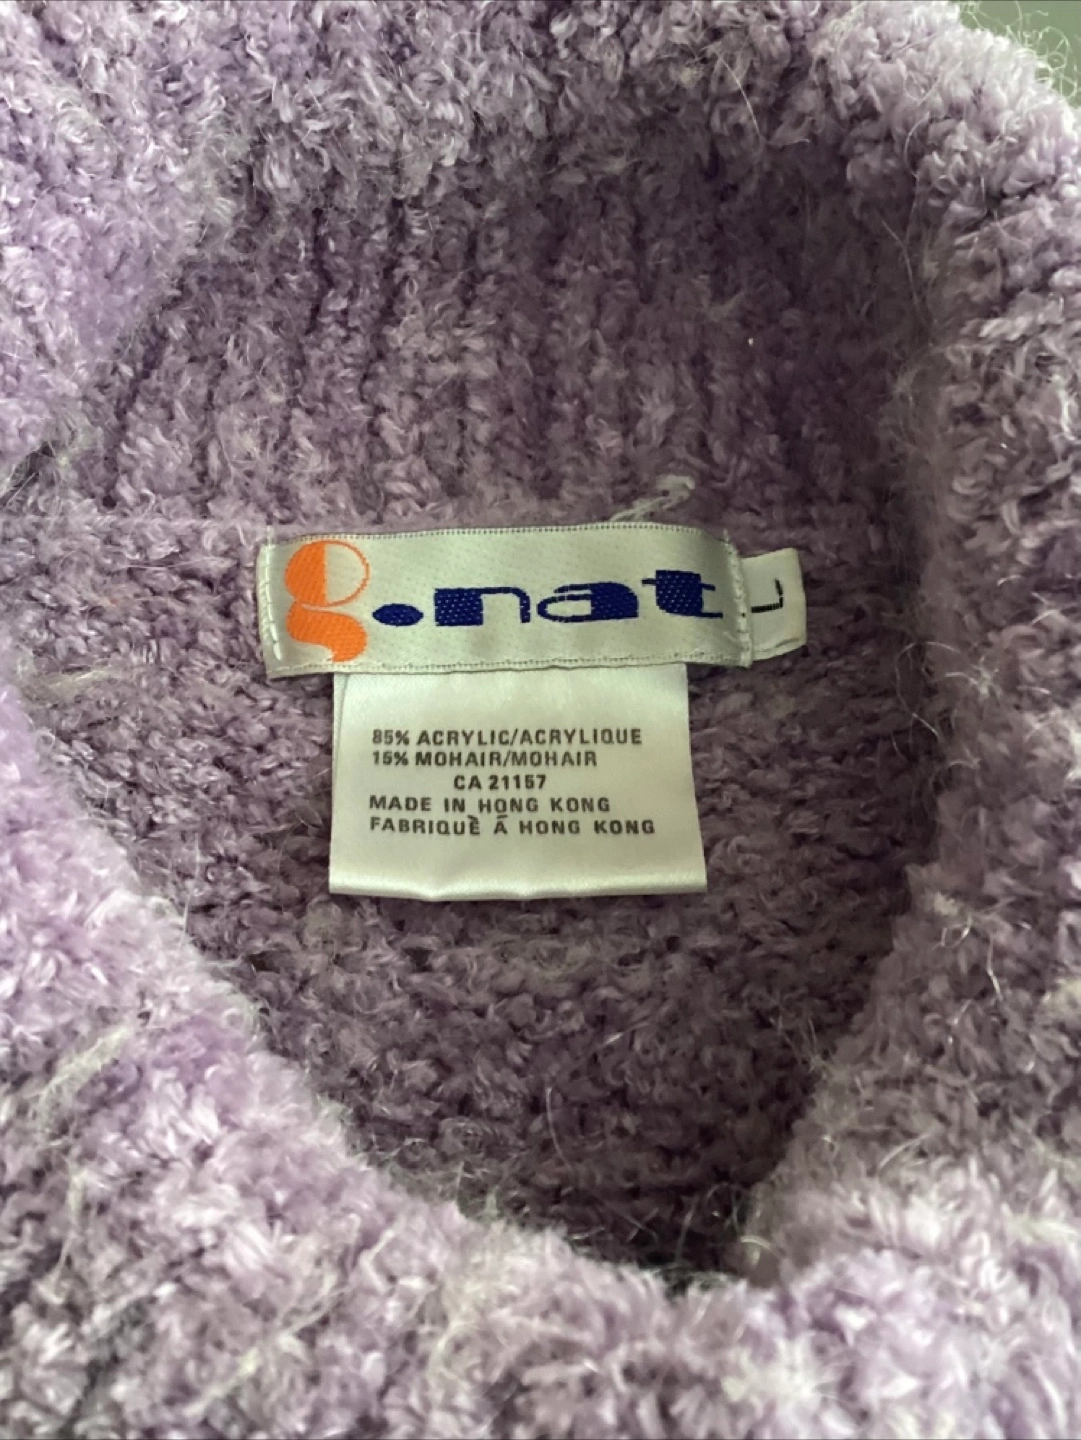 g.nat
L
85% ACRYLIC/ACRYLIQUE
15% MOHAIR/MOHAIR
CA 21157
MADE IN HONG KONG
FABRIQUÈ Á HONG KONG